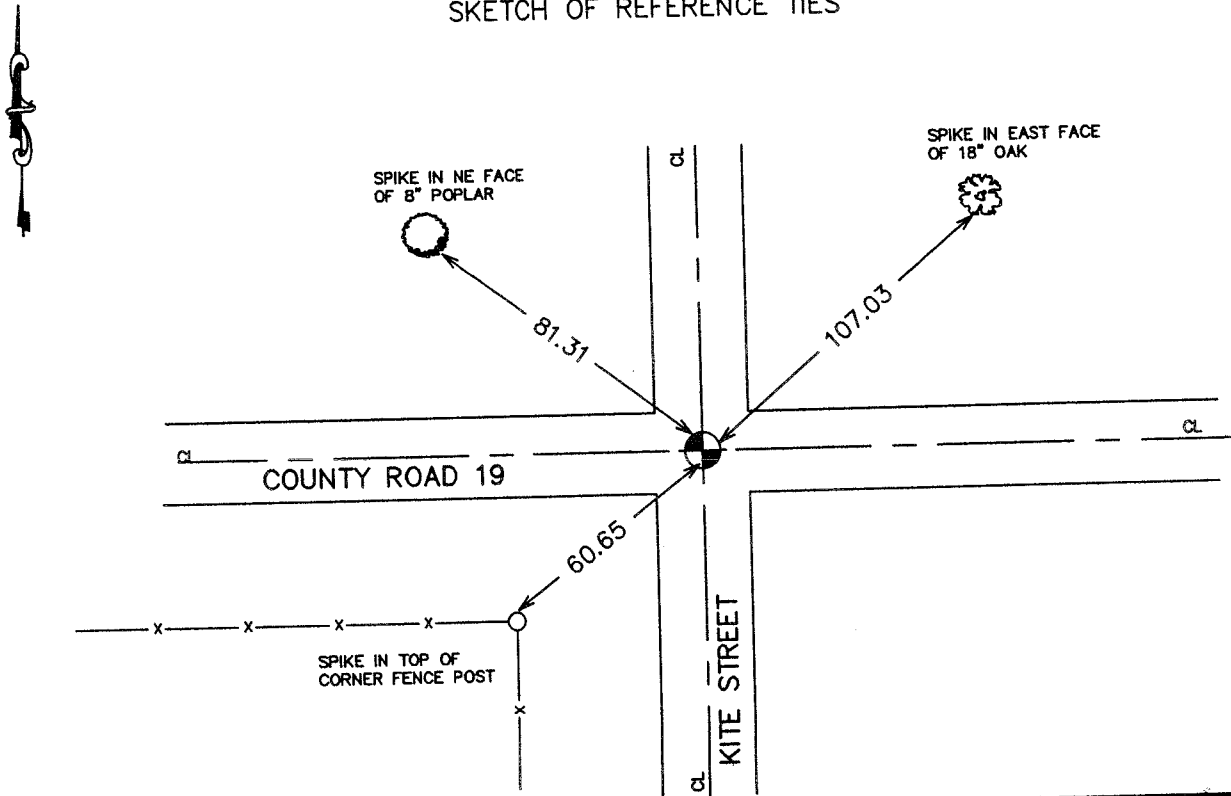 SKETCH OF REFERENCE TIES
SPIKE IN EAST FACE
OF 18" OAK
CL
SPIKE IN NE FACE
OF 8" POPLAR
107.03
81.31
CL
CL
COUNTY ROAD 19
60.65
X X X X
SPIKE IN TOP OF
CORNER FENCE POST
X
KITE STREET
CL